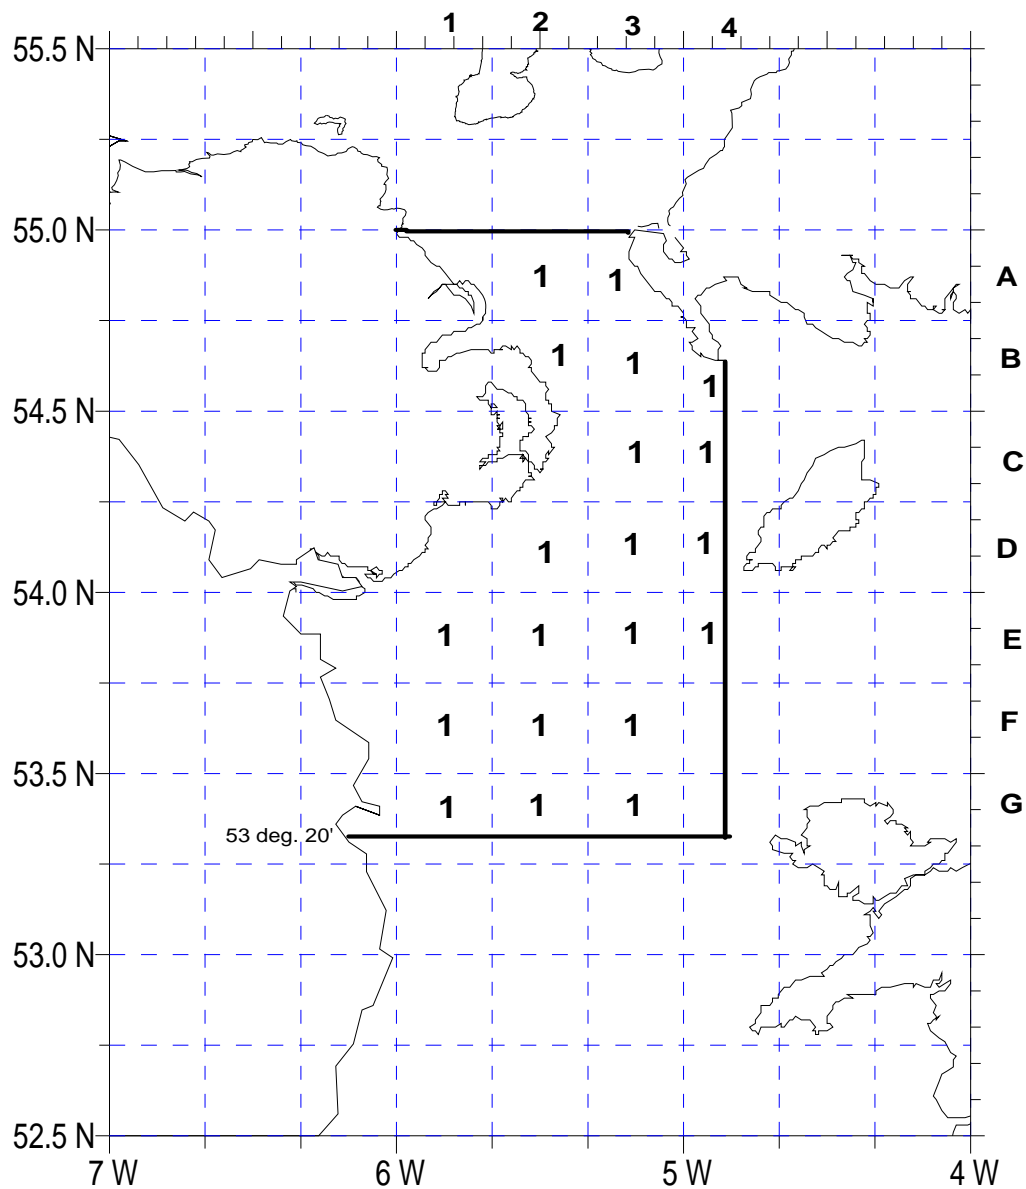 1 2 3 4
55.5 N
55.0 N
1 1 A
1 1 B
1
54.5 N
1 1 C
1 1 1 D
54.0 N
1 1 1 1 E
1 1 1 F
53.5 N
1 1 1 G
53 deg. 20'
53.0 N
52.5 N
7 W 6 W 5 W 4 W